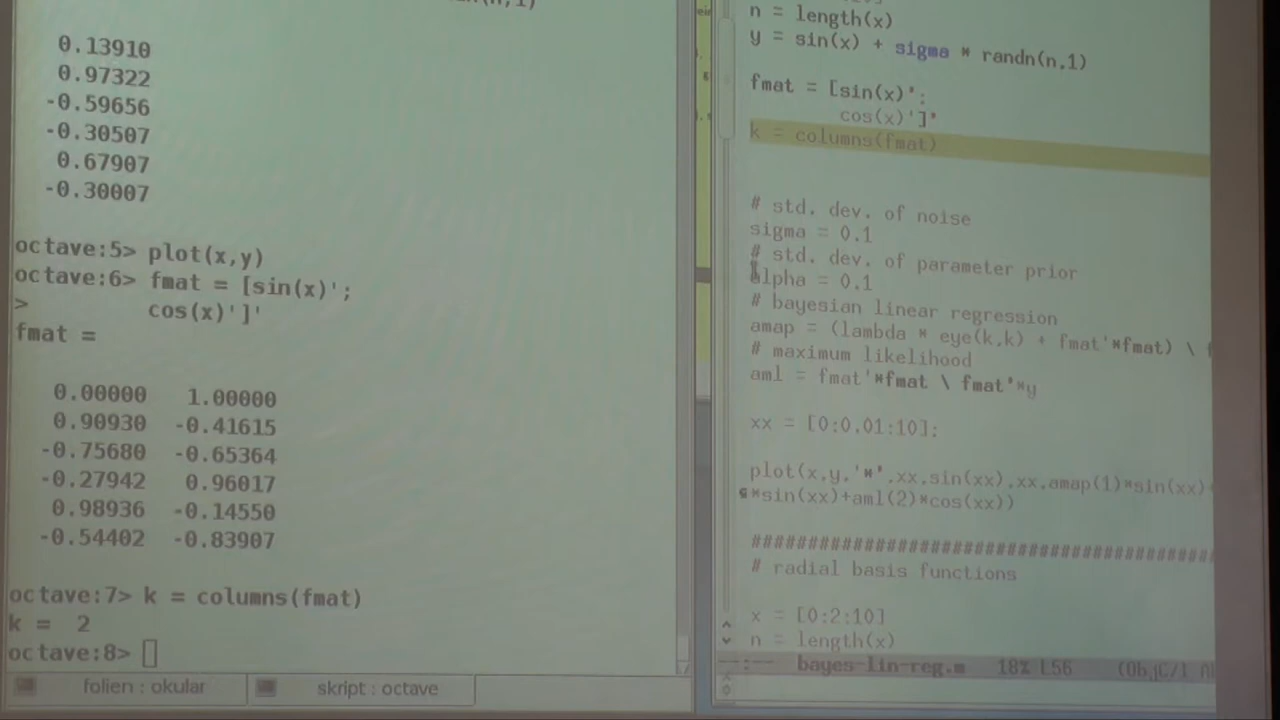 0.13910
0.97322
-0.59656
-0.30507
0.67907
-0.30007
octave:5> plot(x,y)
octave:6> fmat = [sin(x)';
> cos(x)']'
fmat =
0.00000 1.00000
0.90930 -0.41615
-0.75680 -0.65364
-0.27942 0.96017
0.98936 -0.14550
-0.54402 -0.83907
octave:7> k = columns(fmat)
k = 2
octave:8>
folien : okular
skript : octave
n = length(x)
y = sin(x) + sigma * randn(n,1)
fmat = [sin(x)';
cos(x)']'
k = columns(fmat)
# std. dev. of noise
sigma = 0.1
# std. dev. of parameter prior
alpha = 0.1
# bayesian linear regression
amap = (lambda * eye(k,k) + fmat'*fmat) \
# maximum likelihood
aml = fmat'*fmat \ fmat'*y
xx = [0:0.01:10];
plot(x,y,'*',xx,sin(xx),xx,amap(1)*sin(xx)
*sin(xx)+aml(2)*cos(xx))
##########################################
# radial basis functions
x = [0:2:10]
n = length(x)
--:-- bayes-lin-reg.m 18% L56 (ObjC/l